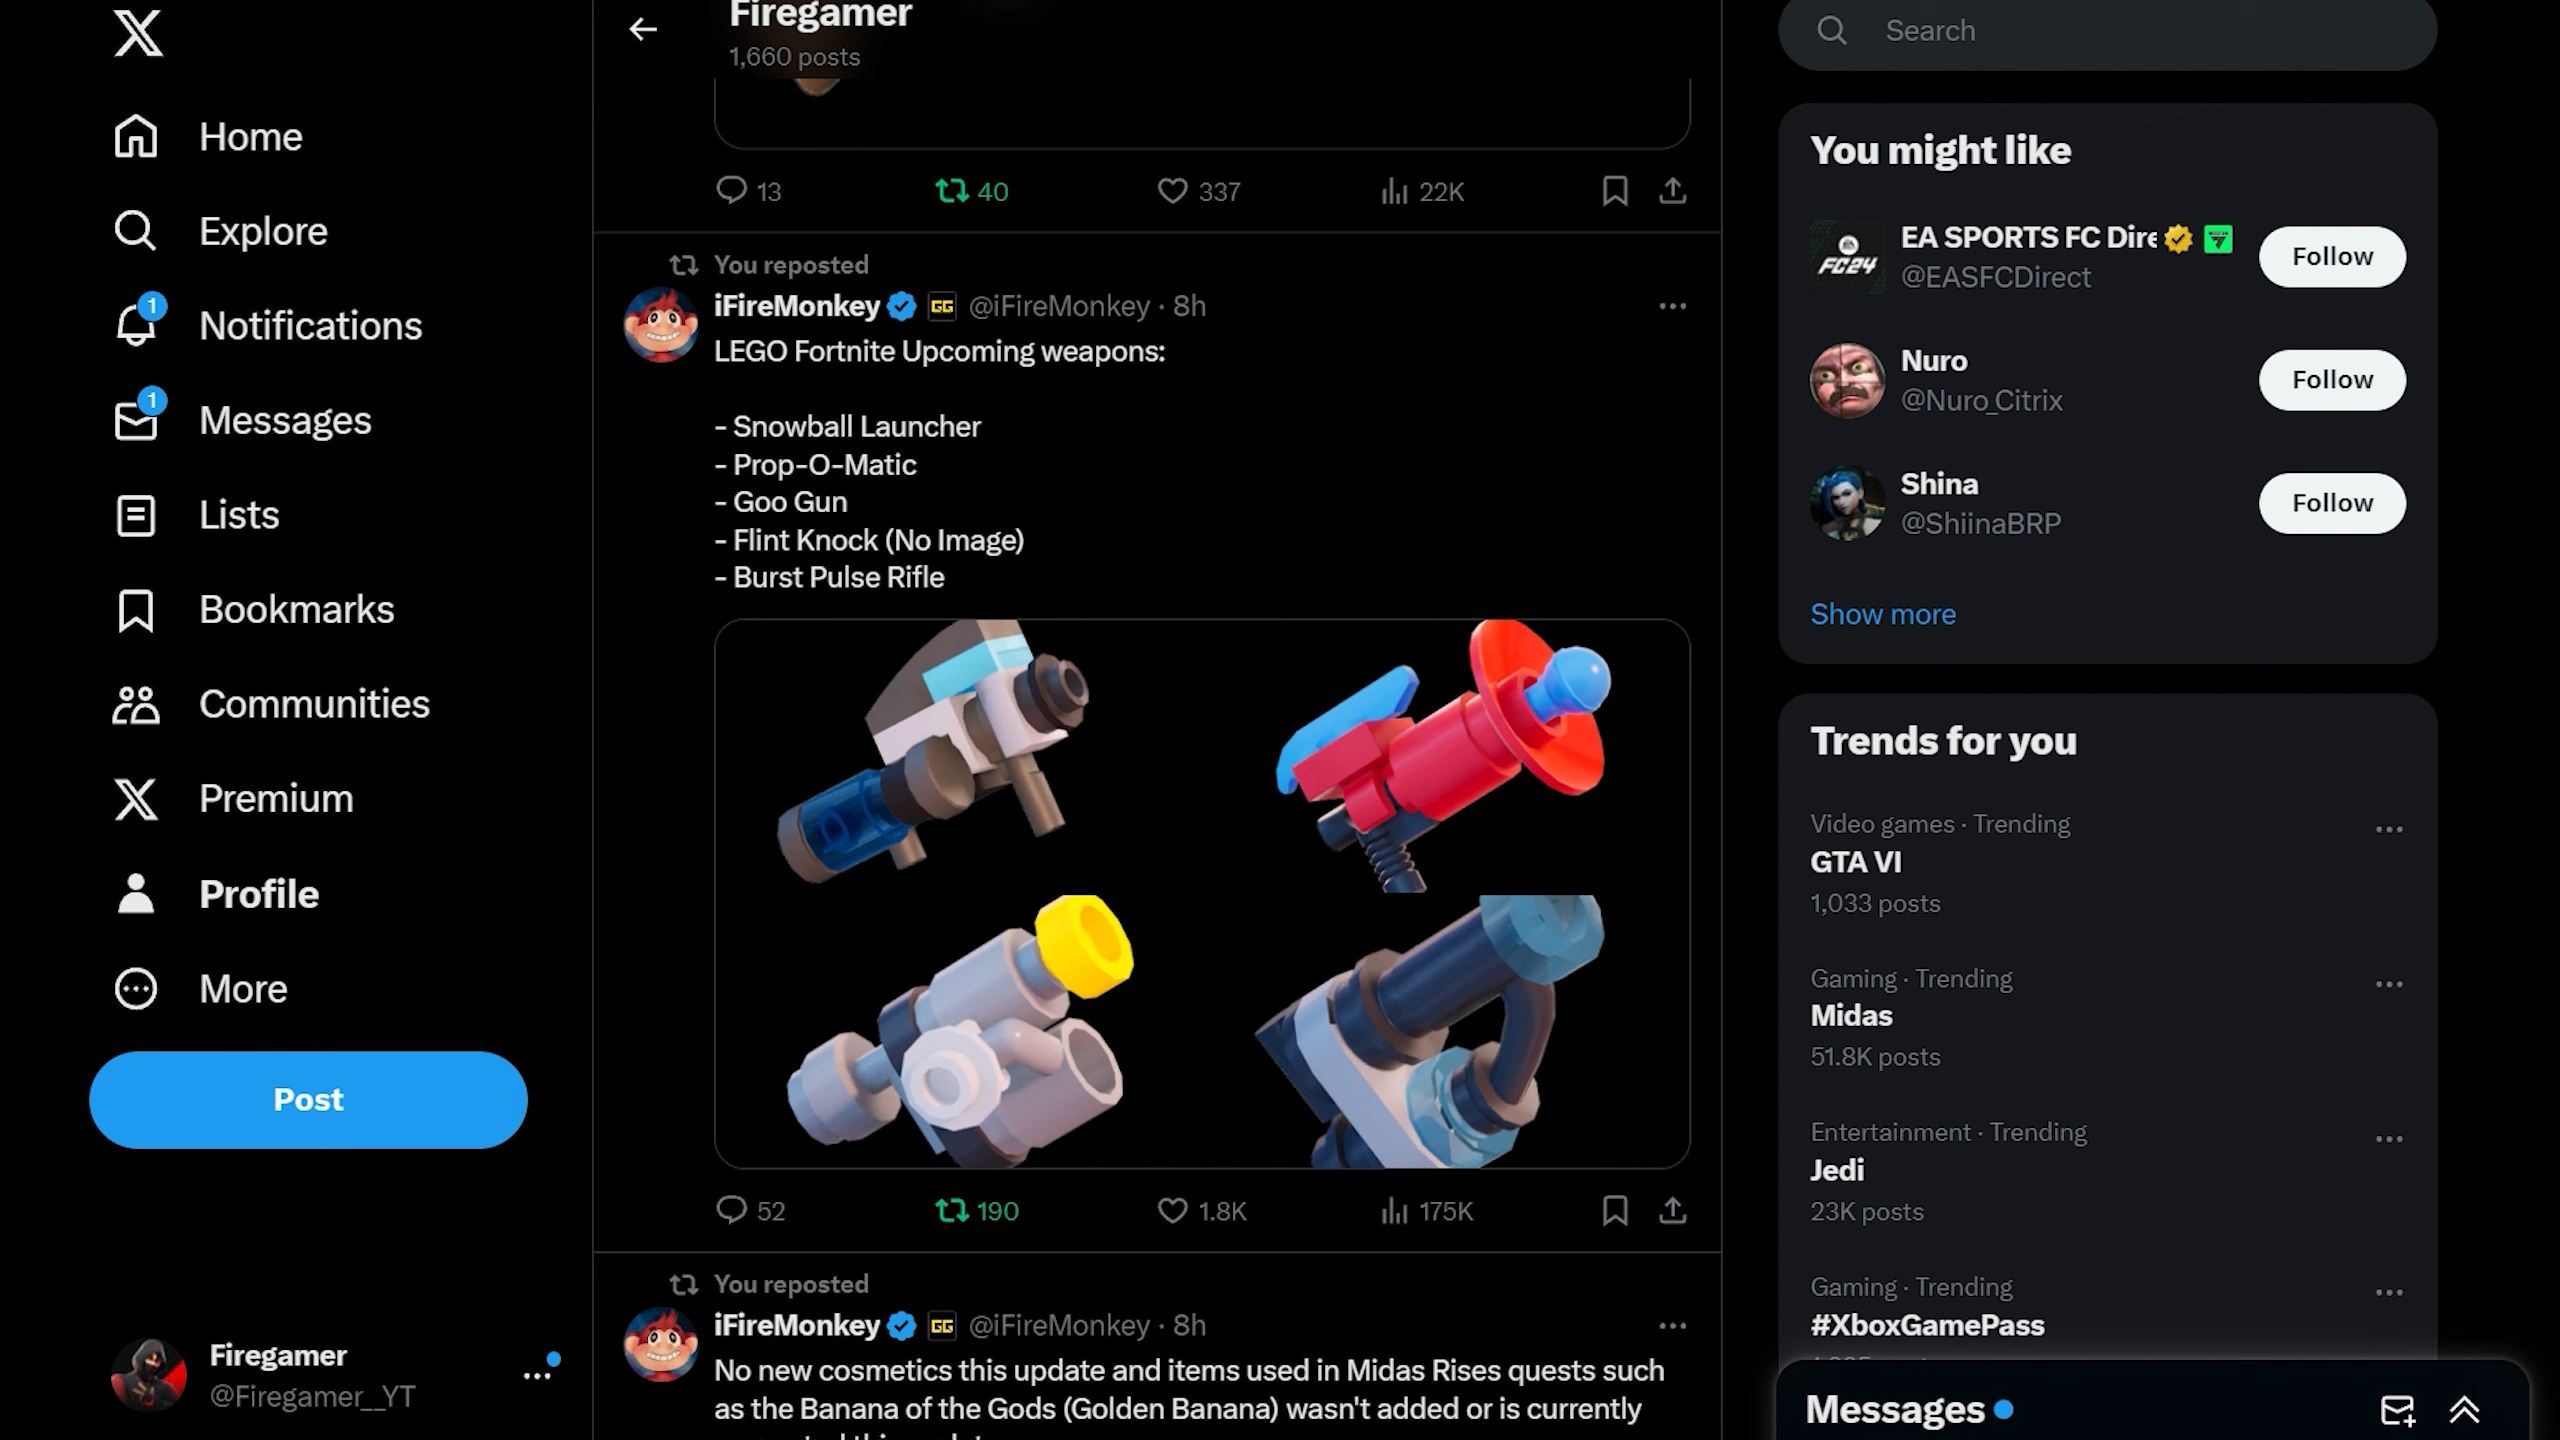 Home
Explore
1
Notifications
1
Messages
Lists
Bookmarks
Communities
Premium
Profile
More
Post
Firegamer
@Firegamer__YT
Firegamer
1,660 posts
13
40
337
22K
You reposted
iFireMonkey GG @iFireMonkey · 8h
LEGO Fortnite Upcoming weapons:
- Snowball Launcher
- Prop-O-Matic
- Goo Gun
- Flint Knock (No Image)
- Burst Pulse Rifle
52
190
1.8K
175K
You reposted
iFireMonkey GG @iFireMonkey · 8h
No new cosmetics this update and items used in Midas Rises quests such
as the Banana of the Gods (Golden Banana) wasn't added or is currently
Search
You might like
EA SPORTS FC Dire
@EASFCDirect
FC24
Follow
Nuro
@Nuro_Citrix
Follow
Shina
@ShiinaBRP
Follow
Show more
Trends for you
Video games · Trending
GTA VI
1,033 posts
Gaming · Trending
Midas
51.8K posts
Entertainment · Trending
Jedi
23K posts
Gaming · Trending
#XboxGamePass
Messages